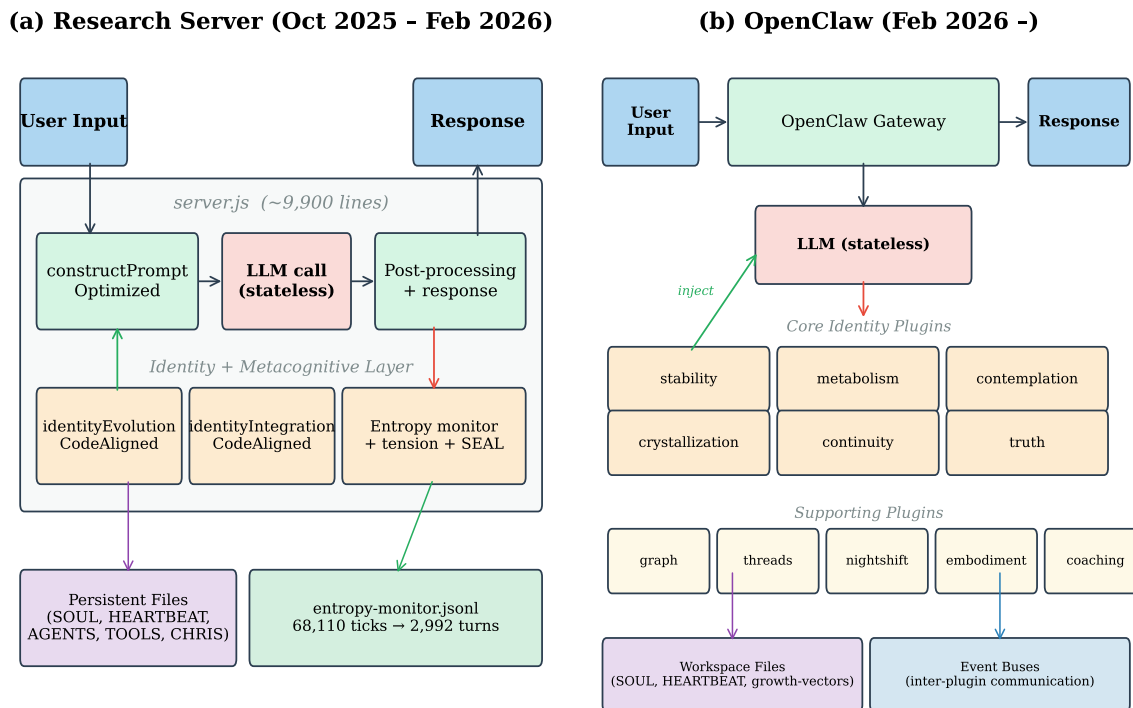 (a) Research Server (Oct 2025 – Feb 2026)
User Input
Response
server.js (~9,900 lines)
constructPrompt
Optimized
LLM call
(stateless)
Post-processing
+ response
Identity + Metacognitive Layer
identityEvolution
CodeAligned
identityIntegration
CodeAligned
Entropy monitor
+ tension + SEAL
Persistent Files
(SOUL, HEARTBEAT,
AGENTS, TOOLS, CHRIS)
entropy-monitor.jsonl
68,110 ticks → 2,992 turns
(b) OpenClaw (Feb 2026 –)
User
Input
OpenClaw Gateway
Response
LLM (stateless)
inject
Core Identity Plugins
stability
metabolism
contemplation
crystallization
continuity
truth
Supporting Plugins
graph
threads
nightshift
embodiment
coaching
Workspace Files
(SOUL, HEARTBEAT, growth-vectors)
Event Buses
(inter-plugin communication)